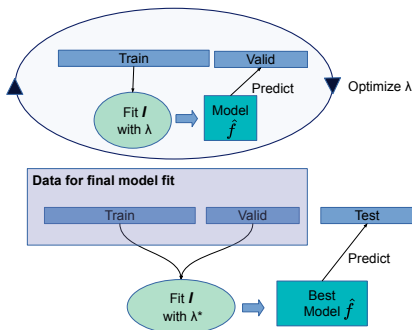 Train
Valid
Predict
Optimize λ
Fit I
with λ
Model
f̂
Data for final model fit
Train
Valid
Test
Predict
Fit I
with λ*
Best
Model f̂